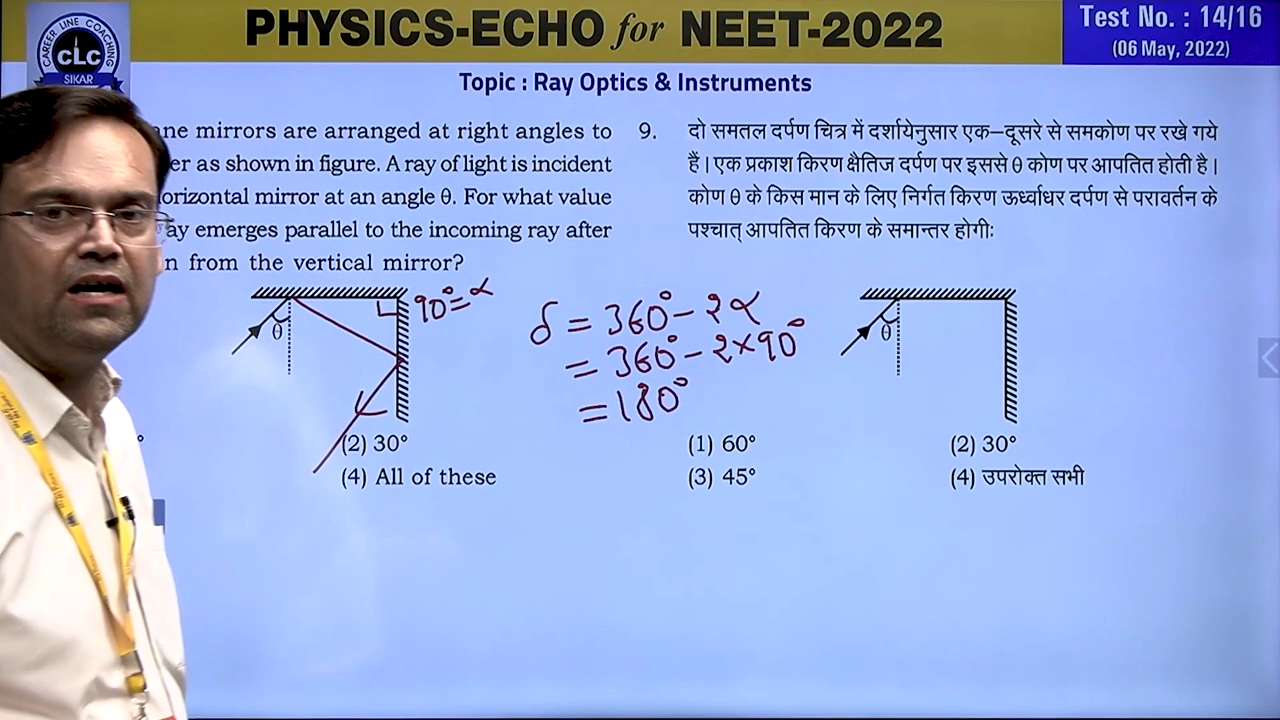 PHYSICS-ECHO for NEET-2022
Test No. : 14/16
(06 May, 2022)
CAREER LINE COACHING
CLC
SIKAR
Topic : Ray Optics & Instruments
mirrors are arranged at right angles to
as shown in figure. A ray of light is incident
mirror at an angle θ. For what value
emerges parallel to the incoming ray after
from the vertical mirror?
θ
90°=α
(2) 30°
(4) All of these
δ = 360° - 2α
= 360° - 2×90°
= 180°
9. दो समतल दर्पण चित्र में दर्शायेनुसार एक–दूसरे से समकोण पर रखे गये
हैं। एक प्रकाश किरण क्षैतिज दर्पण पर इससे θ कोण पर आपतित होती है।
कोण θ के किस मान के लिए निर्गत किरण ऊर्ध्वाधर दर्पण से परावर्तन के
पश्चात् आपतित किरण के समान्तर होगीः
θ
(1) 60° (2) 30°
(3) 45° (4) उपरोक्त सभी